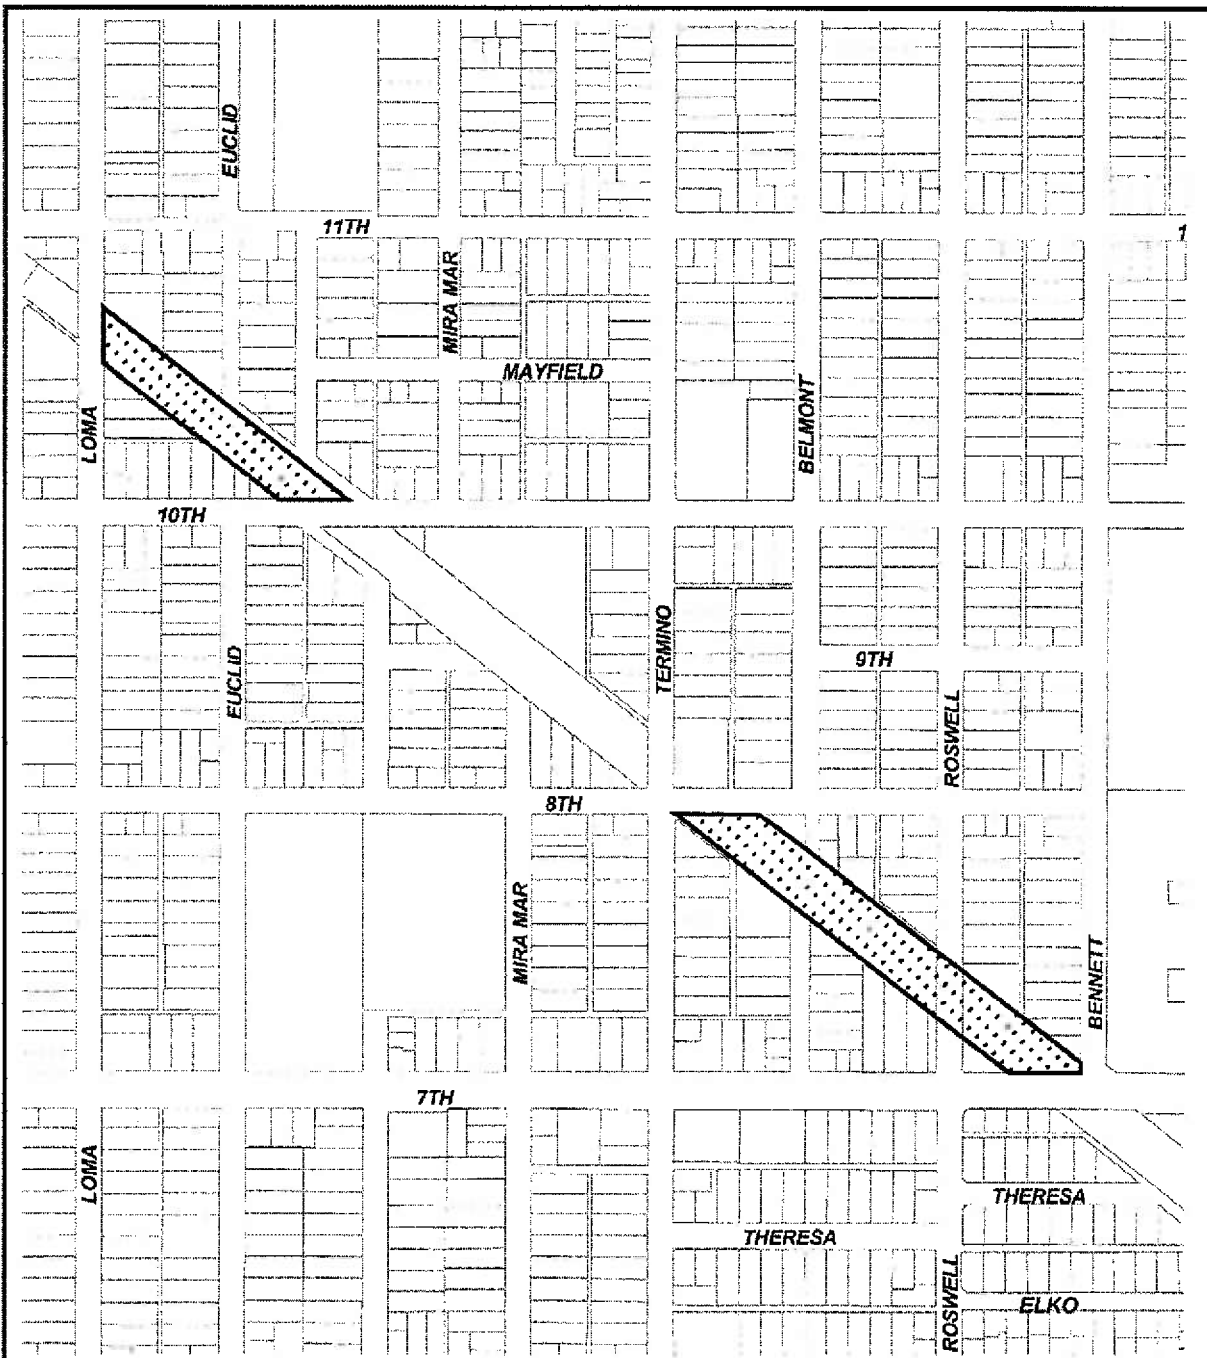 EUCLID
11TH
1
MIRA MAR
MAYFIELD
LOMA
BELMONT
10TH
TERMINO
9TH
EUCLID
ROSWELL
8TH
MIRA MAR
BENNETT
7TH
LOMA
THERESA
THERESA
ROSWELL
ELKO